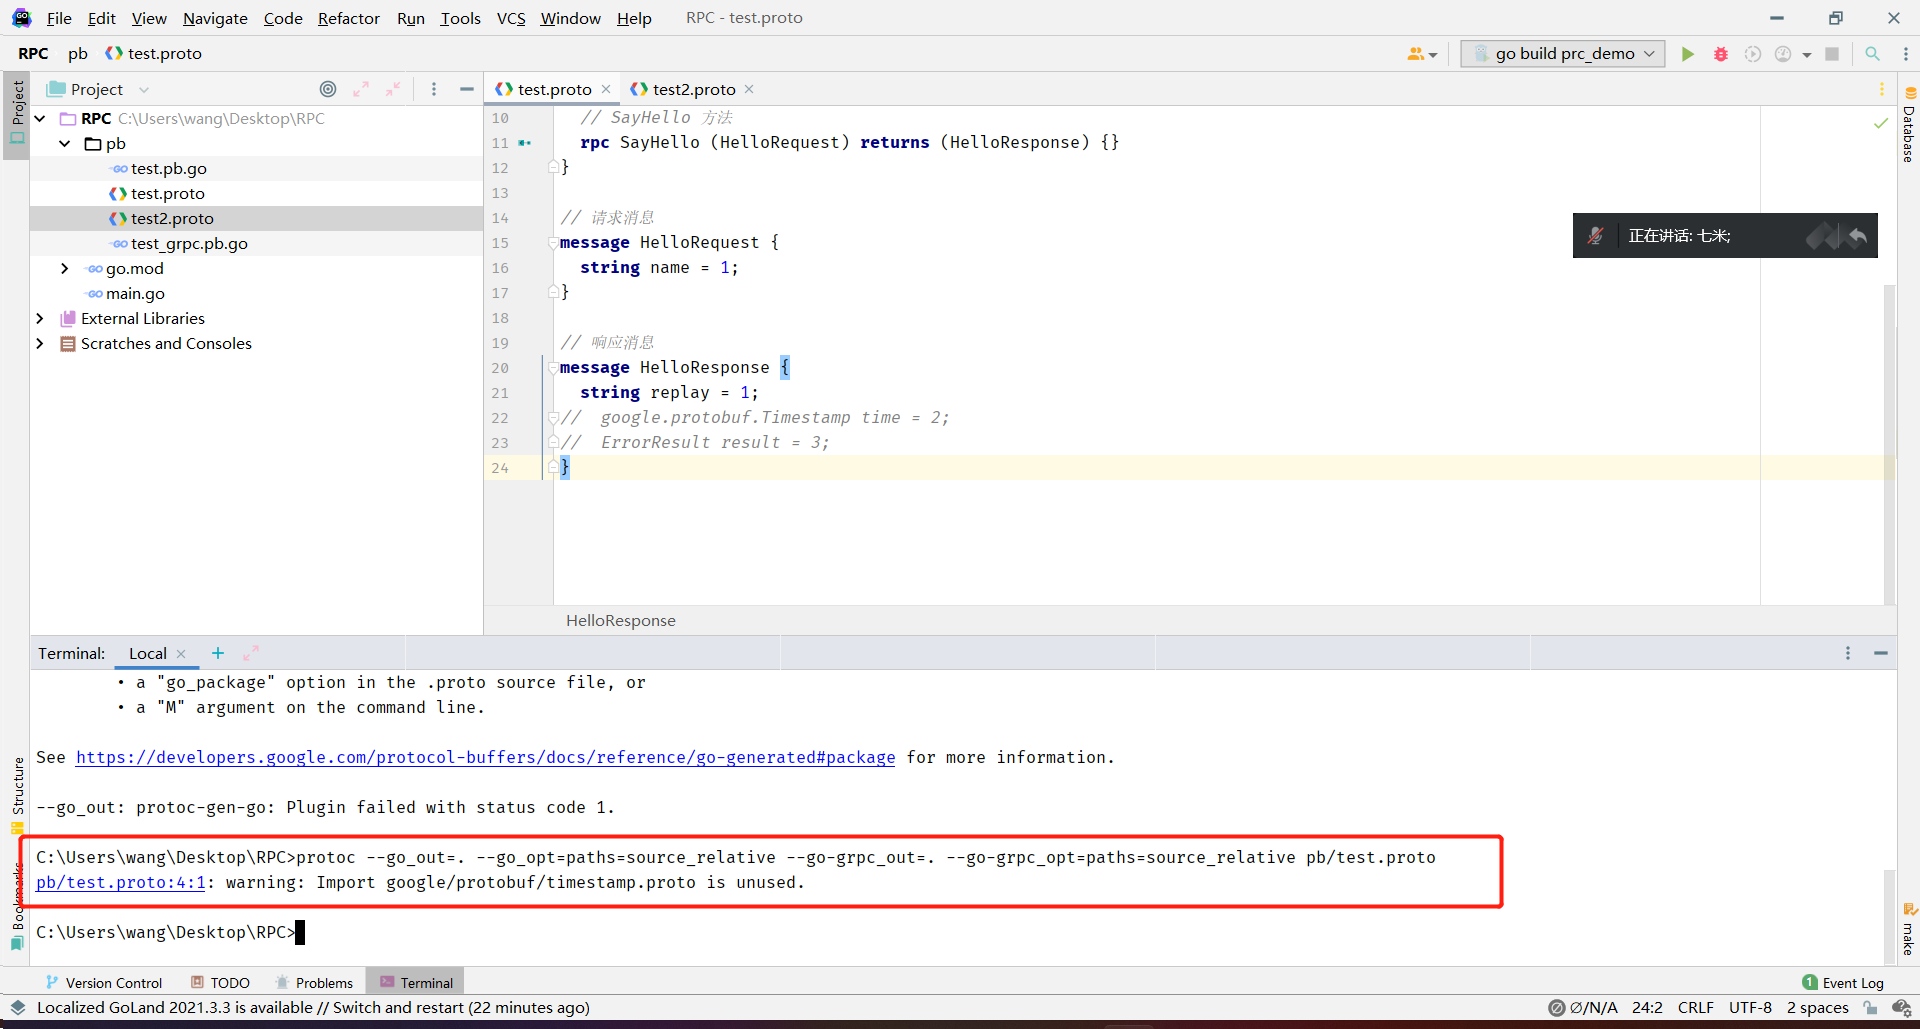 File Edit View Navigate Code Refactor Run Tools VCS Window Help RPC - test.proto
RPC pb test.proto go build prc_demo
Project
Project
RPC C:\Users\wang\Desktop\RPC
pb
test.pb.go
test.proto
test2.proto
test_grpc.pb.go
go.mod
main.go
External Libraries
Scratches and Consoles
test.proto test2.proto
10 // SayHello 方法
11 rpc SayHello (HelloRequest) returns (HelloResponse) {}
12 }
13
14 // 请求消息
15 message HelloRequest {
16 string name = 1;
17 }
18
19 // 响应消息
20 message HelloResponse {
21 string replay = 1;
22 // google.protobuf.Timestamp time = 2;
23 // ErrorResult result = 3;
24 }
HelloResponse
正在讲话: 七米;
Database
Terminal: Local
• a "go_package" option in the .proto source file, or
• a "M" argument on the command line.
See https://developers.google.com/protocol-buffers/docs/reference/go-generated#package for more information.
--go_out: protoc-gen-go: Plugin failed with status code 1.
C:\Users\wang\Desktop\RPC>protoc --go_out=. --go_opt=paths=source_relative --go-grpc_out=. --go-grpc_opt=paths=source_relative pb/test.proto
pb/test.proto:4:1: warning: Import google/protobuf/timestamp.proto is unused.
C:\Users\wang\Desktop\RPC>
Structure
Bookmarks
make
Version Control TODO Problems Terminal 1 Event Log
Localized GoLand 2021.3.3 is available // Switch and restart (22 minutes ago) Ø/N/A 24:2 CRLF UTF-8 2 spaces